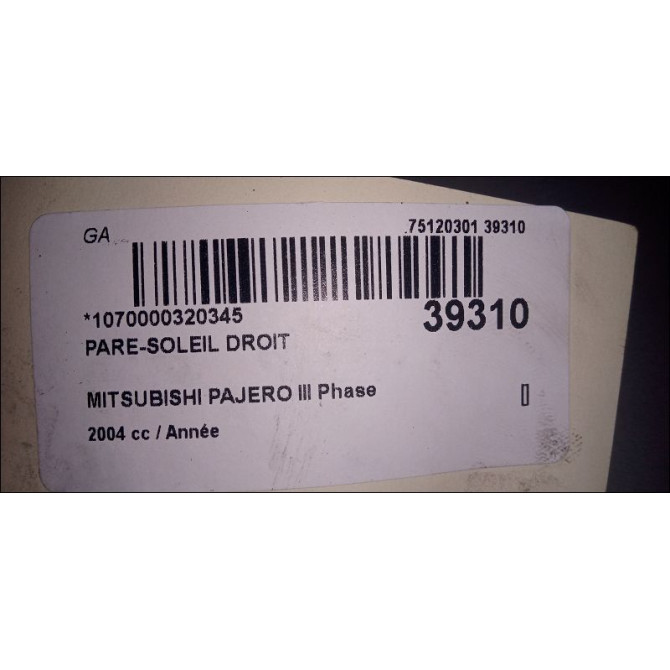 GA
75120301 39310
*1070000320345
39310
PARE-SOLEIL DROIT
MITSUBISHI PAJERO III Phase
2004 cc / Année